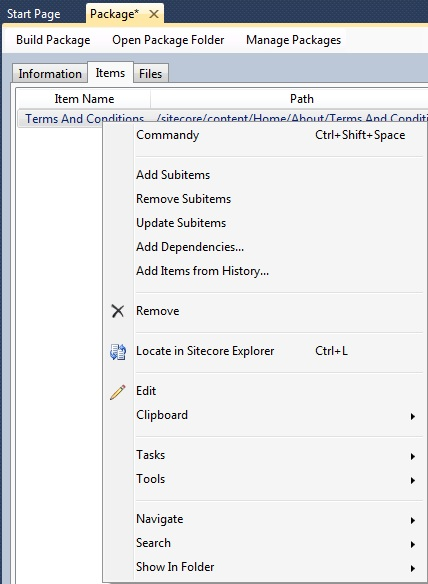 Start Page Package*
Build Package Open Package Folder Manage Packages
Information Items Files
Item Name Path
Terms And Conditions /sitecore/content/Home/About/Terms And Conditi
Commandy Ctrl+Shift+Space
Add Subitems
Remove Subitems
Update Subitems
Add Dependencies...
Add Items from History...
Remove
Locate in Sitecore Explorer Ctrl+L
Edit
Clipboard
Tasks
Tools
Navigate
Search
Show In Folder